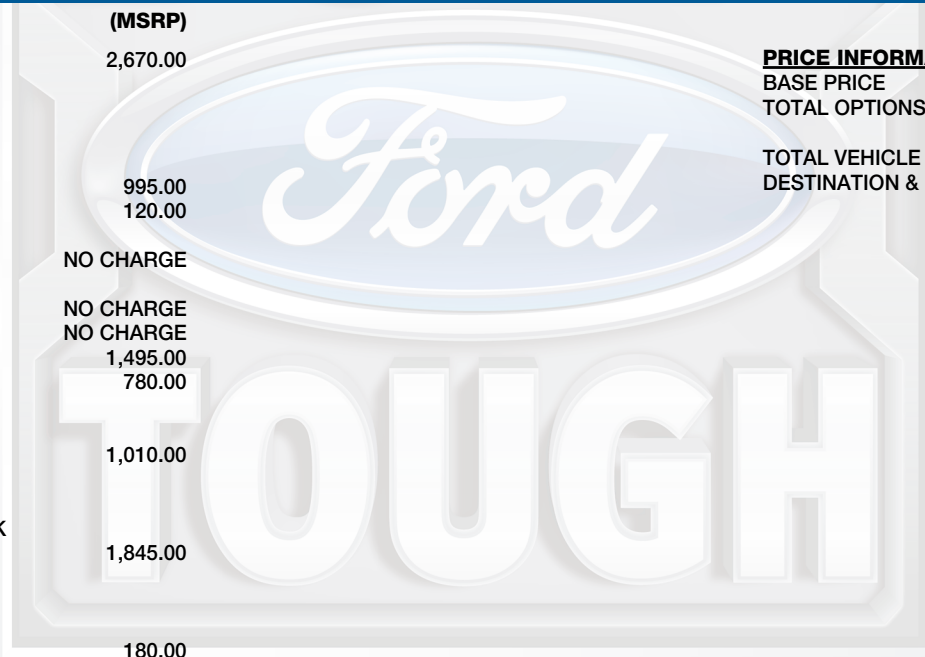 (MSRP)
2,670.00
995.00
120.00
NO CHARGE
NO CHARGE
NO CHARGE
1,495.00
780.00
1,010.00
K
1,845.00
180.00
PRICE INFORMA
BASE PRICE
TOTAL OPTIONS
TOTAL VEHICLE
DESTINATION &
Ford
TOUGH